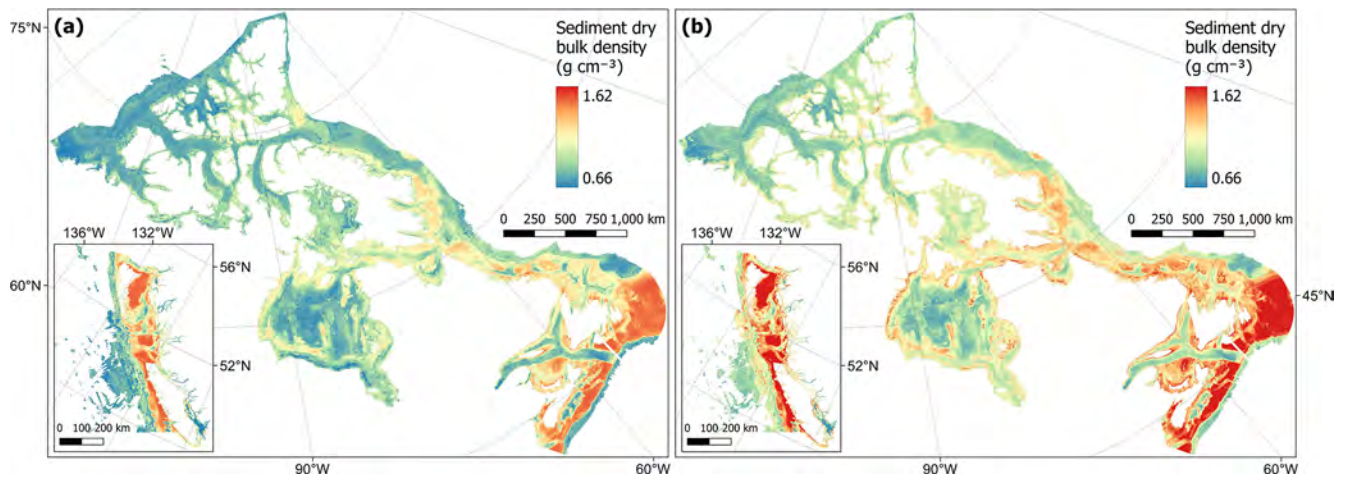 75°N
(a)
Sediment dry
bulk density
(g cm⁻³)
1.62
0.66
0 250 500 750 1,000 km
136°W 132°W
56°N
52°N
0 100 200 km
60°N
90°W
60°W
(b)
Sediment dry
bulk density
(g cm⁻³)
1.62
0.66
0 250 500 750 1,000 km
136°W 132°W
56°N
52°N
0 100 200 km
45°N
90°W
60°W